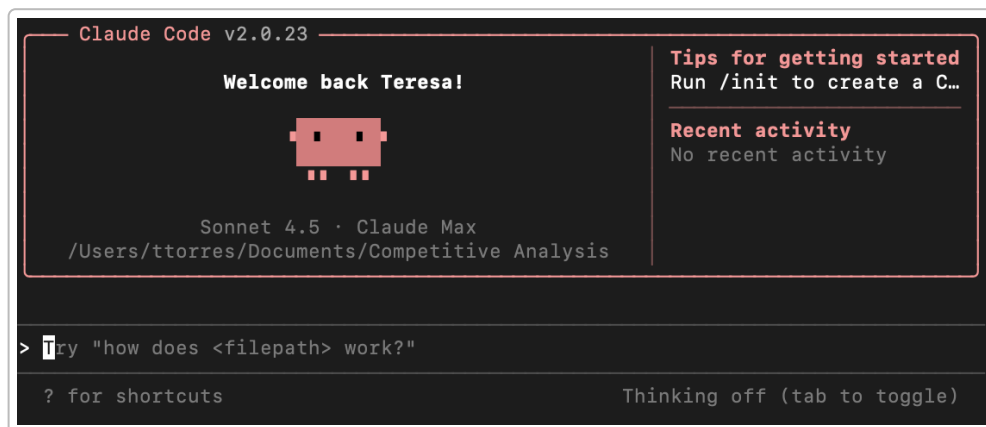 Claude Code v2.0.23
Welcome back Teresa!
Sonnet 4.5 · Claude Max
/Users/ttorres/Documents/Competitive Analysis
Tips for getting started
Run /init to create a C…
Recent activity
No recent activity
> Try "how does <filepath> work?"
? for shortcuts
Thinking off (tab to toggle)